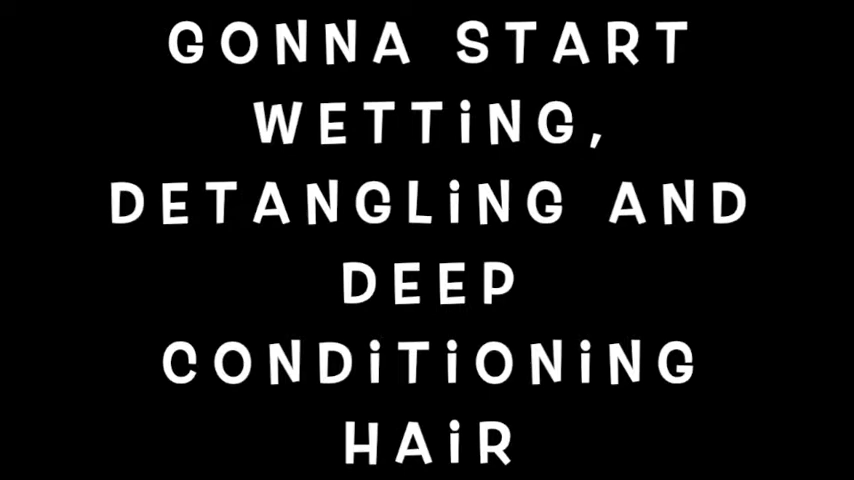 GONNA START
WETTiNG,
DETANGLiNG AND
DEEP
CONDiTiONiNG
HAiR